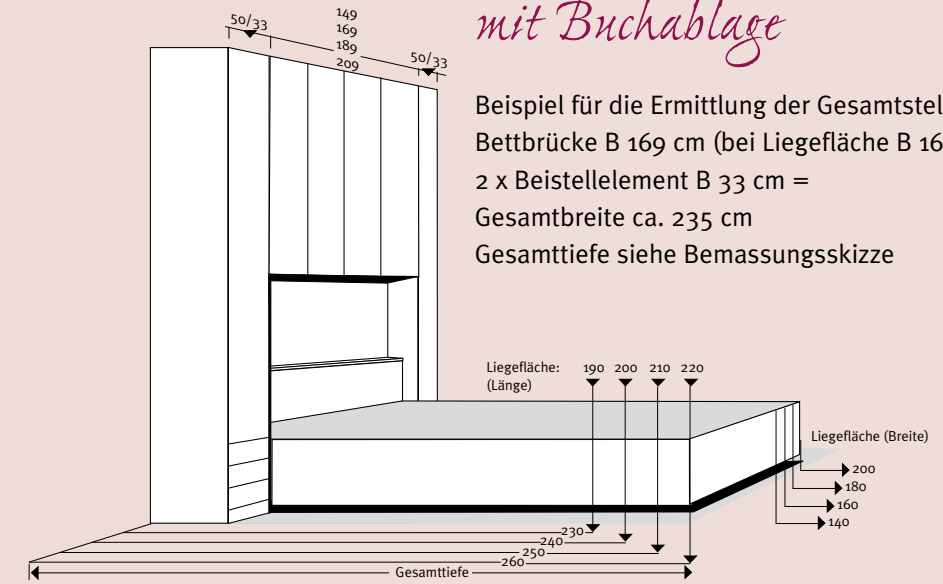 mit Buchablage
50/33
149
169
189
209
50/33
Beispiel für die Ermittlung der Gesamtstel
Bettbrücke B 169 cm (bei Liegefläche B 16
2 x Beistellelement B 33 cm =
Gesamtbreite ca. 235 cm
Gesamttiefe siehe Bemassungsskizze
Liegefläche: 190 200 210 220
(Länge)
Liegefläche (Breite)
200
180
160
140
230
240
250
260
Gesamttiefe